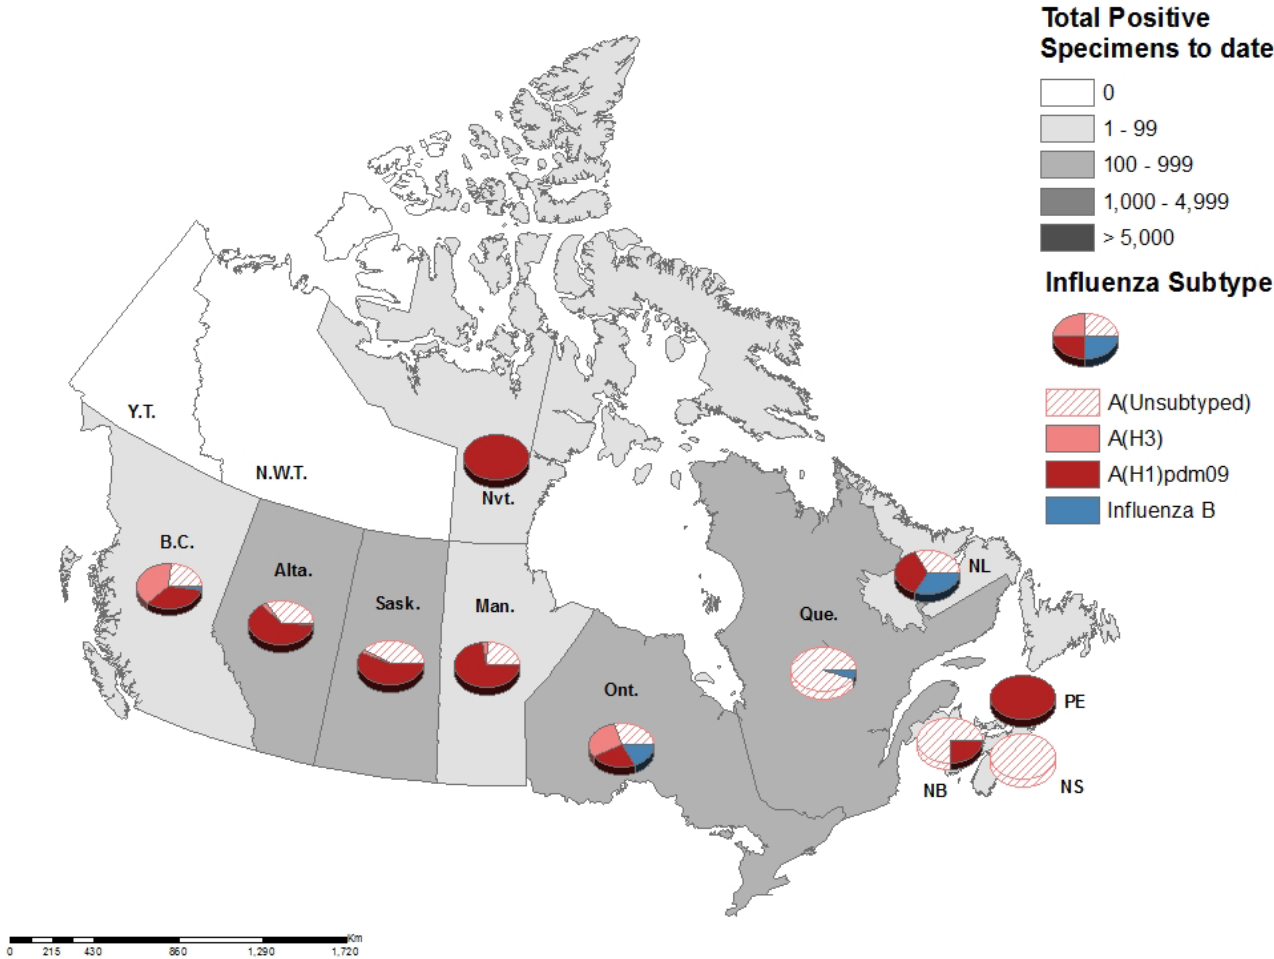 Total Positive
Specimens to date
0
1 - 99
100 - 999
1,000 - 4,999
> 5,000
Influenza Subtype
A(Unsubtyped)
A(H3)
A(H1)pdm09
Influenza B
Y.T.
N.W.T.
Nvt.
B.C.
Alta.
Sask.
Man.
Ont.
Que.
NL
PE
NB
NS
Km
0 215 430 860 1,290 1,720